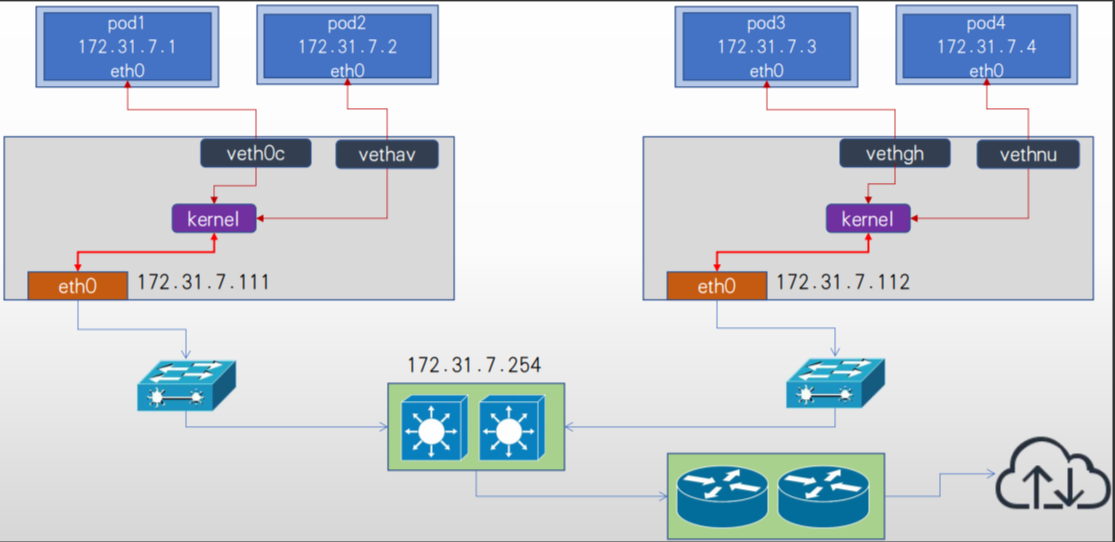 pod1
172.31.7.1
eth0
pod2
172.31.7.2
eth0
pod3
172.31.7.3
eth0
pod4
172.31.7.4
eth0
veth0c
vethav
vethgh
vethnu
kernel
kernel
eth0
172.31.7.111
eth0
172.31.7.112
172.31.7.254